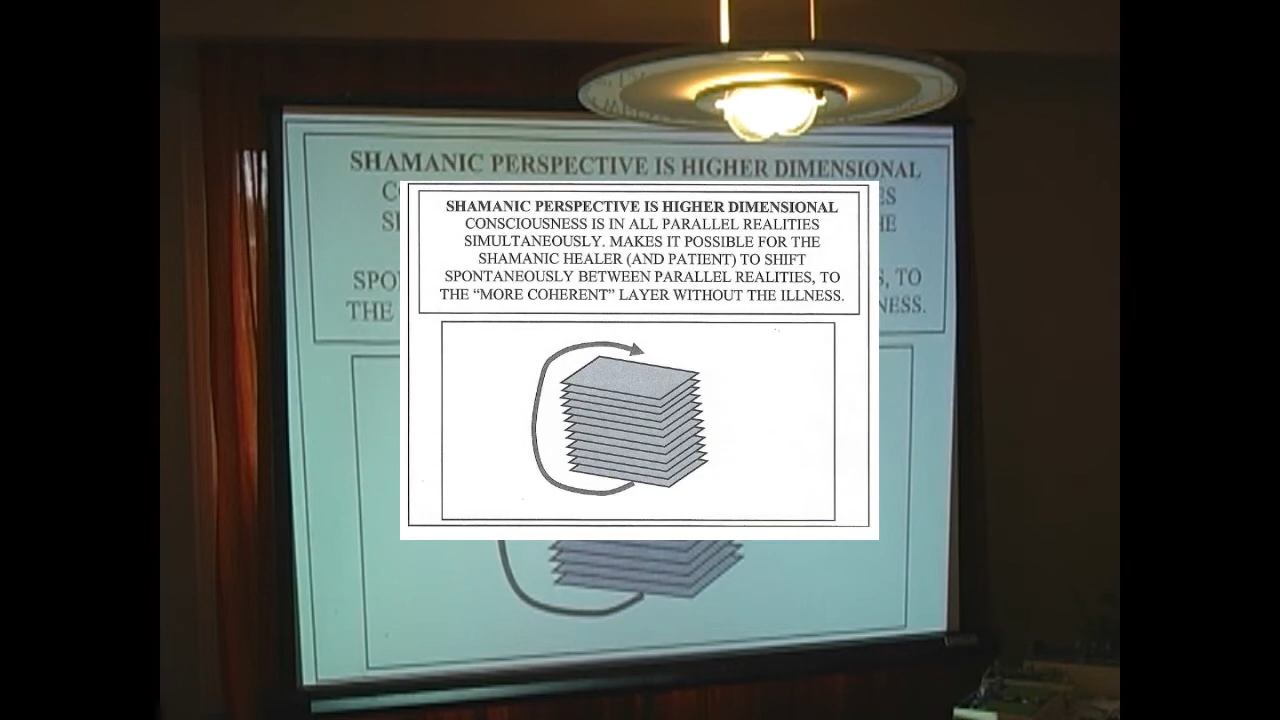 SHAMANIC PERSPECTIVE IS HIGHER DIMENSIONAL
SHAMANIC PERSPECTIVE IS HIGHER DIMENSIONAL
CONSCIOUSNESS IS IN ALL PARALLEL REALITIES
SIMULTANEOUSLY. MAKES IT POSSIBLE FOR THE
SHAMANIC HEALER (AND PATIENT) TO SHIFT
SPONTANEOUSLY BETWEEN PARALLEL REALITIES, TO
THE “MORE COHERENT” LAYER WITHOUT THE ILLNESS.